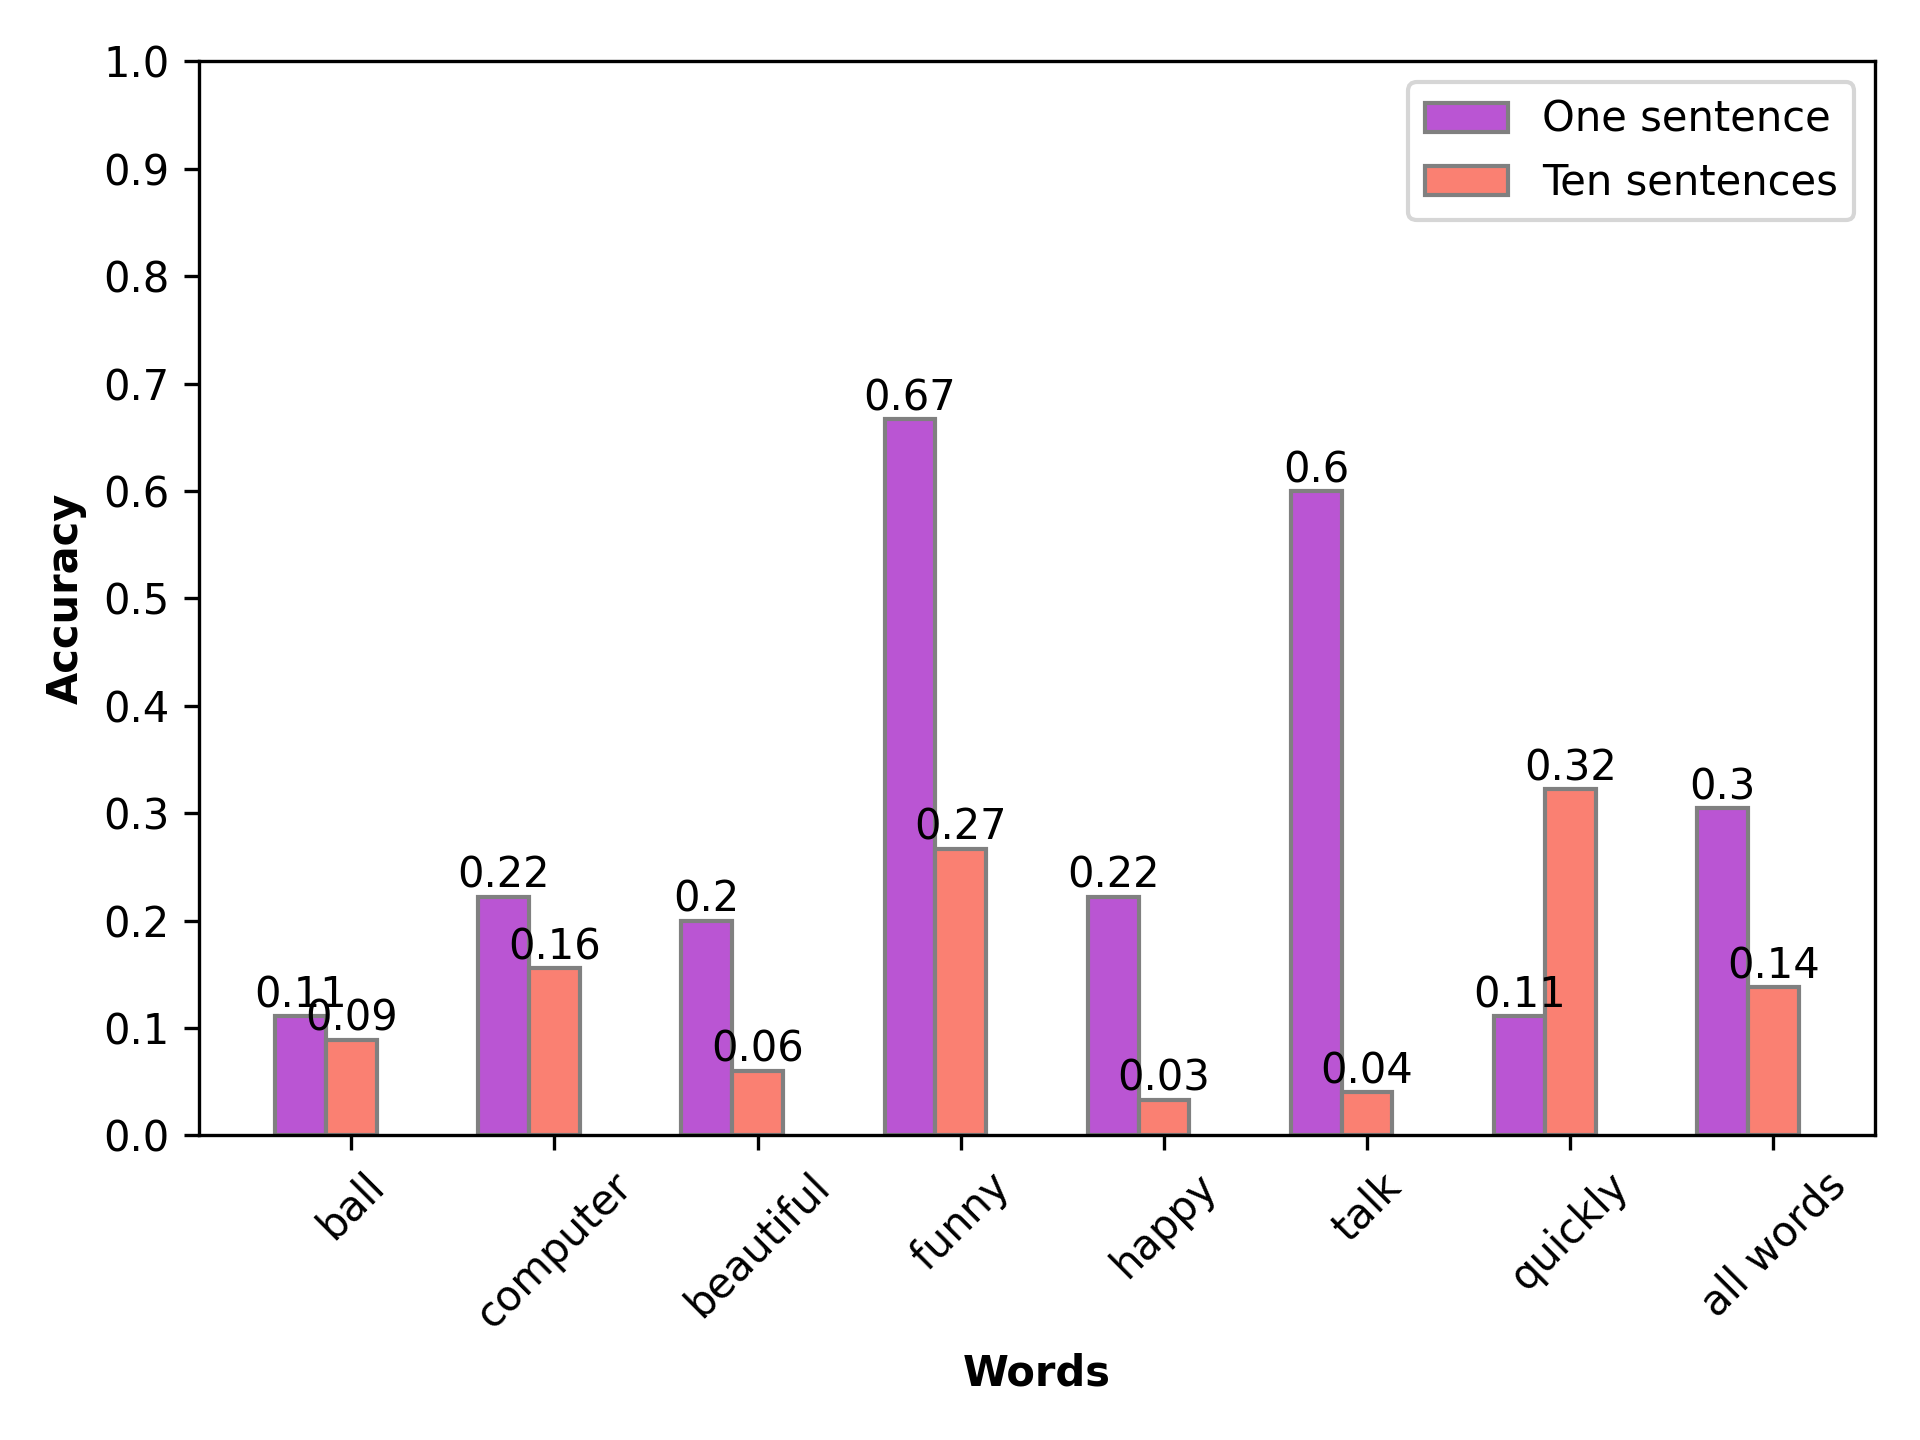 1.0
0.9
0.8
0.7
0.6
0.5
0.4
0.3
0.2
0.1
0.0
Accuracy
One sentence
Ten sentences
0.11
0.09
0.22
0.16
0.2
0.06
0.67
0.27
0.22
0.03
0.6
0.04
0.11
0.32
0.3
0.14
ball
computer
beautiful
funny
happy
talk
quickly
all words
Words